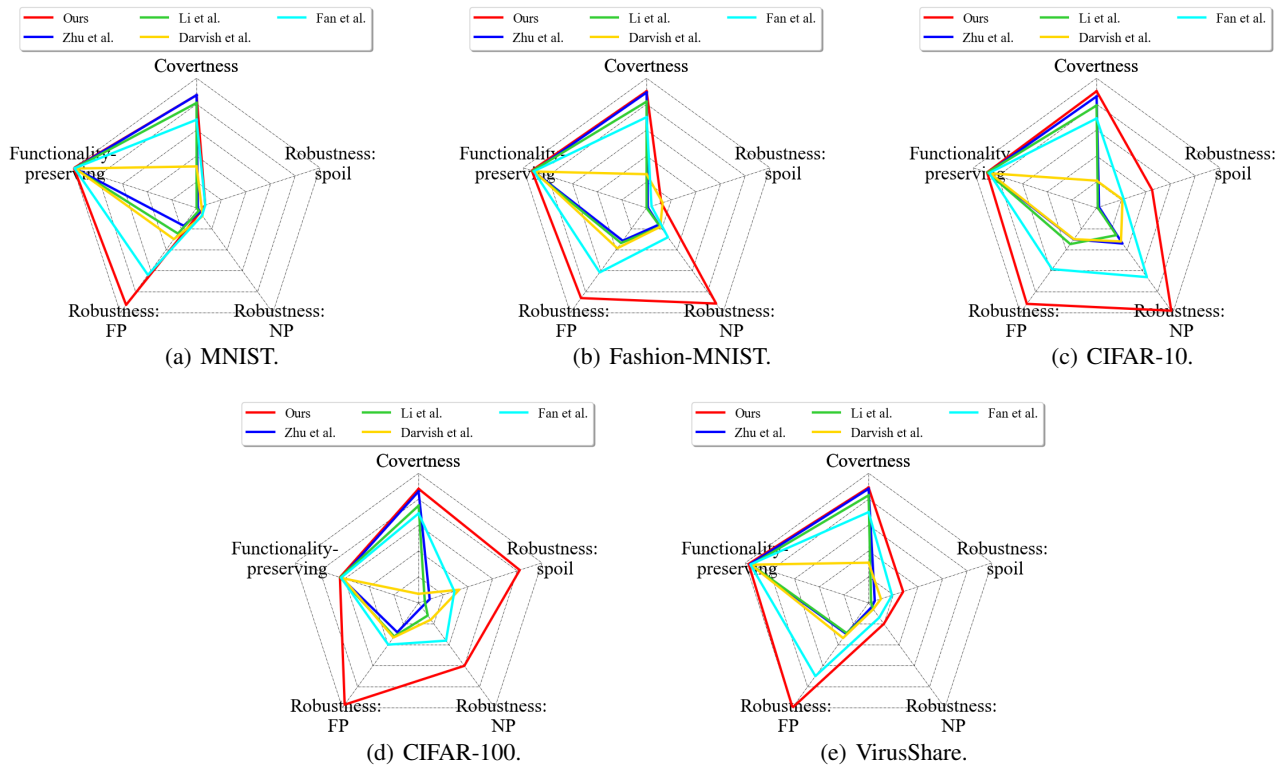 Ours Li et al. Fan et al.
Zhu et al. Darvish et al.
Covertness
Functionality-
preserving
Robustness:
spoil
Robustness:
FP
Robustness:
NP
(a) MNIST.
Ours Li et al. Fan et al.
Zhu et al. Darvish et al.
Covertness
Functionality-
preserving
Robustness:
spoil
Robustness:
FP
Robustness:
NP
(b) Fashion-MNIST.
Ours Li et al. Fan et al.
Zhu et al. Darvish et al.
Covertness
Functionality-
preserving
Robustness:
spoil
Robustness:
FP
Robustness:
NP
(c) CIFAR-10.
Ours Li et al. Fan et al.
Zhu et al. Darvish et al.
Covertness
Functionality-
preserving
Robustness:
spoil
Robustness:
FP
Robustness:
NP
(d) CIFAR-100.
Ours Li et al. Fan et al.
Zhu et al. Darvish et al.
Covertness
Functionality-
preserving
Robustness:
spoil
Robustness:
FP
Robustness:
NP
(e) VirusShare.